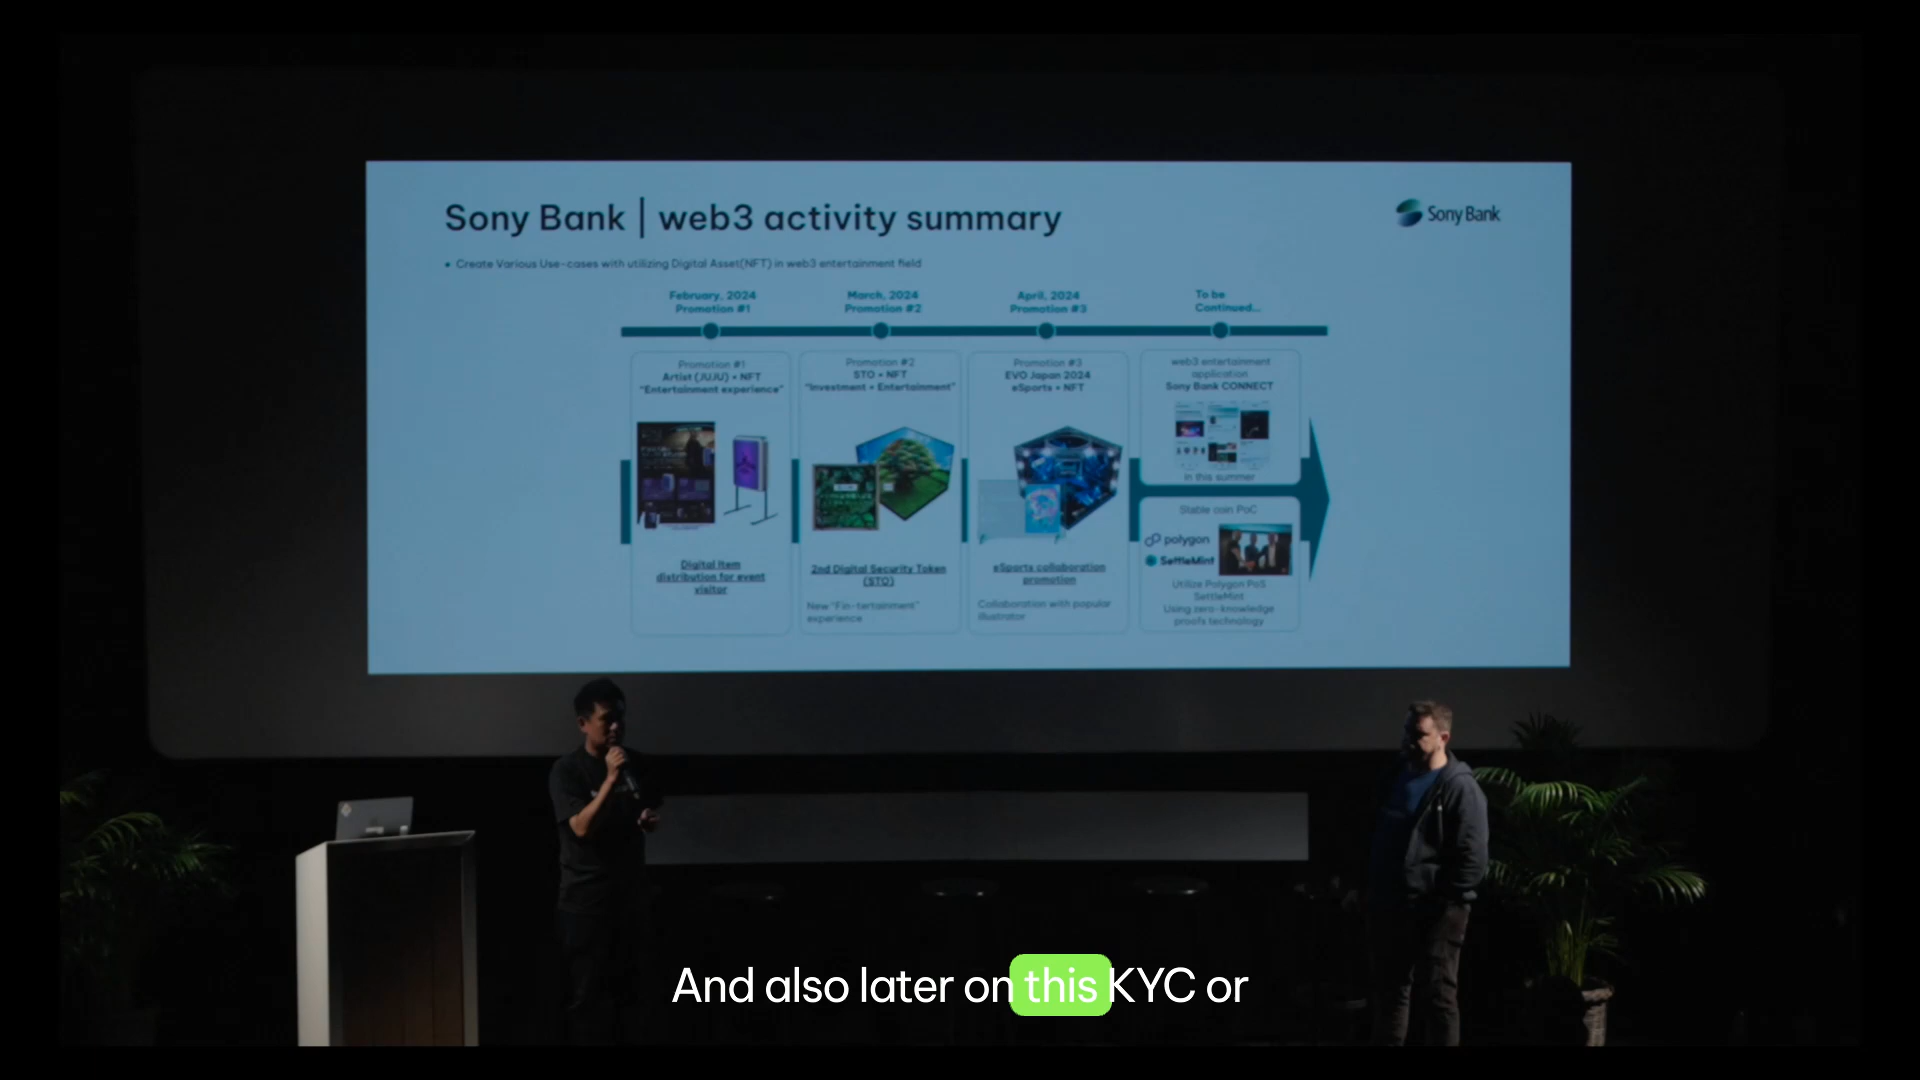 Sony Bank | web3 activity summary
Sony Bank
• Create Various Use-cases with utilizing Digital Asset(NFT) in web3 entertainment field
February, 2024
Promotion #1
March, 2024
Promotion #2
April, 2024
Promotion #3
To be
Continued...
Promotion #1
Artist (JUJU) + NFT
"Entertainment experience"
Digital Item
distribution for event
visitor
Promotion #2
STO + NFT
"Investment + Entertainment"
2nd Digital Security Token
(STO)
New "Fin-tertainment"
experience
Promotion #3
EVO Japan 2024
eSports + NFT
eSports collaboration
promotion
Collaboration with popular
illustrator
web3 entertainment
application
Sony Bank CONNECT
In this summer
Stable coin PoC
polygon
SettleMint
Utilize Polygon PoS
SettleMint
Using zero-knowledge
proofs technology
And also later on this KYC or